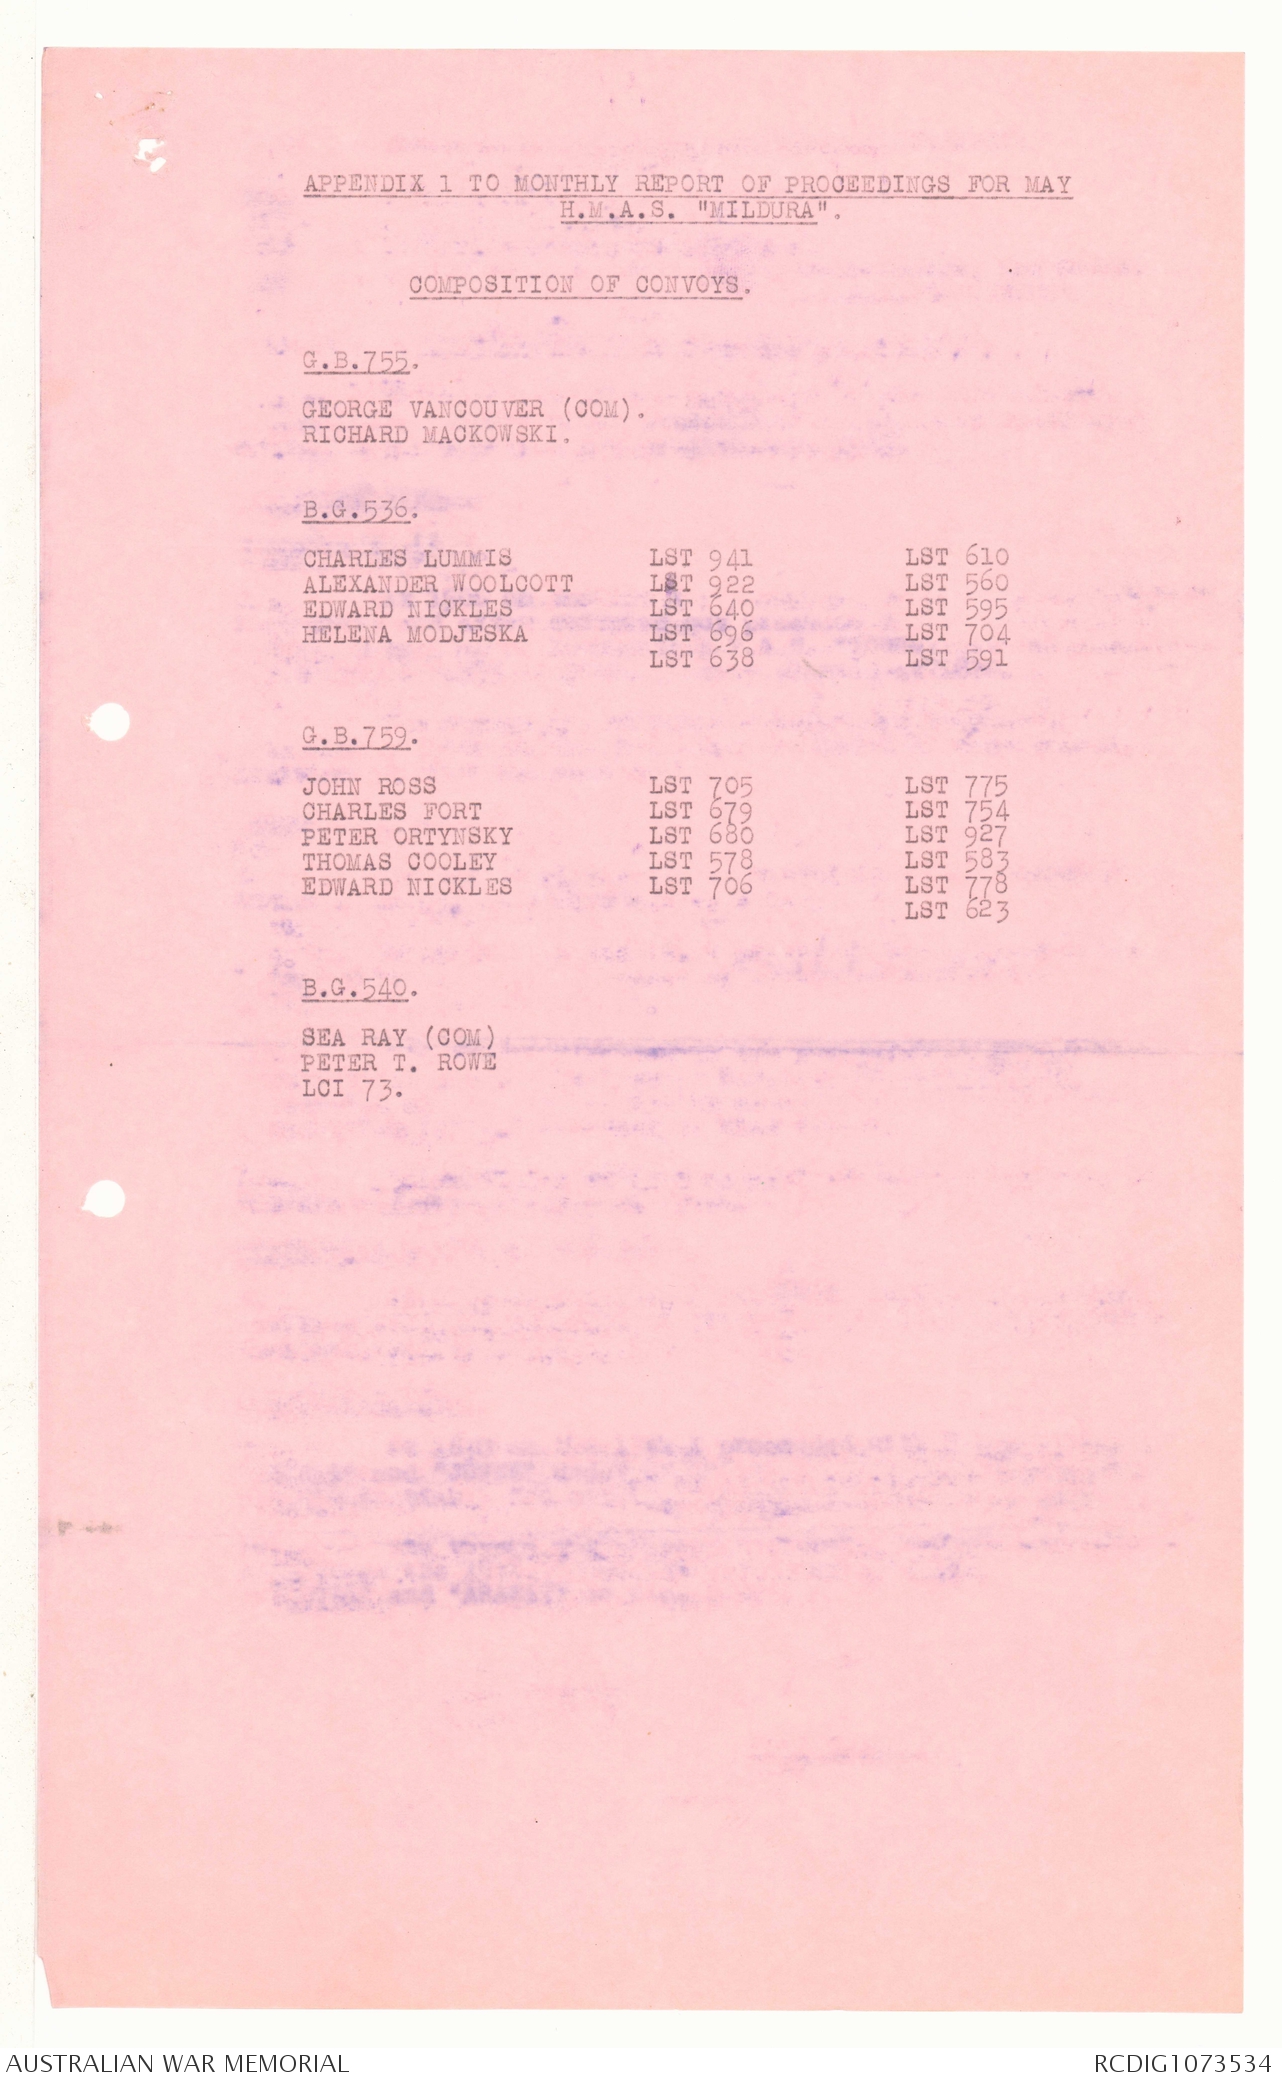 APPENDIX 1 TO MONTHLY REPORT OF PROCEEDINGS FOR MAY
H.M.A.S. "MILDURA".
COMPOSITION OF CONVOYS.
G.B.755.
GEORGE VANCOUVER (COM).
RICHARD MACKOWSKI.
B.G.536.
CHARLES LUMMIS LST 941 LST 610
ALEXANDER WOOLCOTT LST 922 LST 560
EDWARD NICKLES LST 640 LST 595
HELENA MODJESKA LST 696 LST 704
LST 638 LST 591
G.B.759.
JOHN ROSS LST 705 LST 775
CHARLES FORT LST 679 LST 754
PETER ORTYNSKY LST 680 LST 927
THOMAS COOLEY LST 578 LST 583
EDWARD NICKLES LST 706 LST 778
LST 623
B.G.540.
SEA RAY (COM)
PETER T. ROWE
LCI 73.
AUSTRALIAN WAR MEMORIAL RCDIG1073534